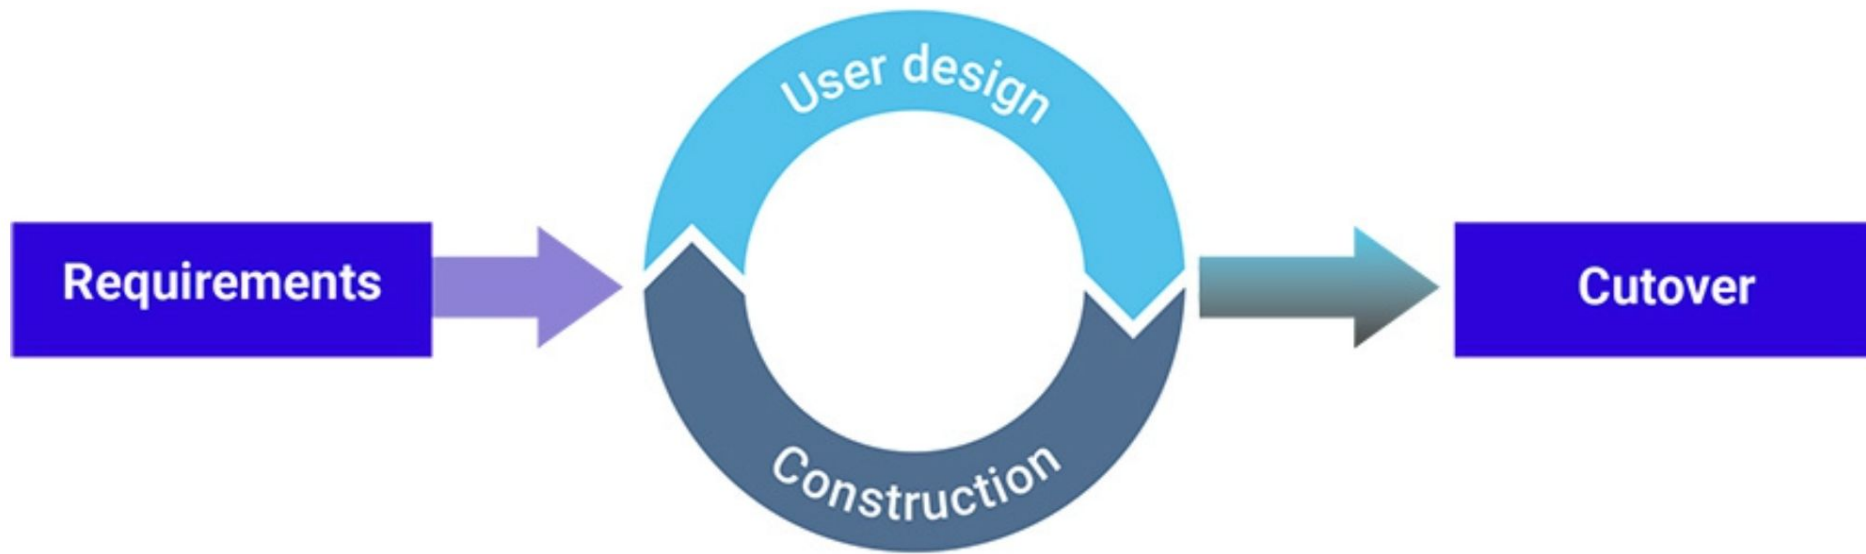 Requirements
User design
Construction
Cutover